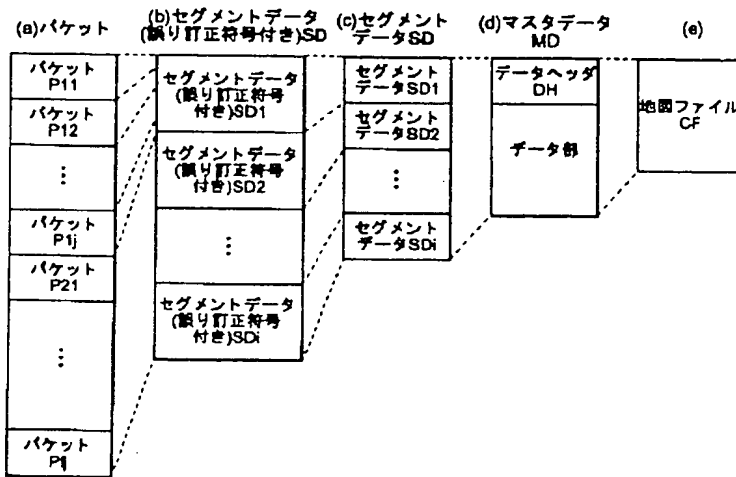 (a)パケット
パケット
P11
パケット
P12
⋮
パケット
P1j
パケット
P21
⋮
パケット
Pij
(b)セグメントデータ
(誤り訂正符号付き)SD
セグメントデータ
(誤り訂正符号
付き)SD1
セグメントデータ
(誤り訂正符号
付き)SD2
⋮
セグメントデータ
(誤り訂正符号
付き)SDi
(c)セグメント
データSD
セグメント
データSD1
セグメント
データSD2
⋮
セグメント
データSDi
(d)マスタデータ
MD
データヘッダ
DH
データ部
(e)
地図ファイル
CF